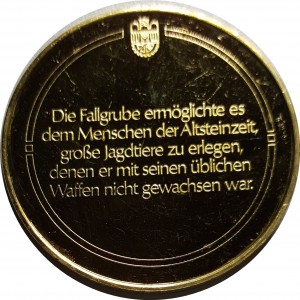 Die Fallgrube ermöglichte es
dem Menschen der Altsteinzeit,
große Jagdtiere zu erlegen,
denen er mit seinen üblichen
Waffen nicht gewachsen war.